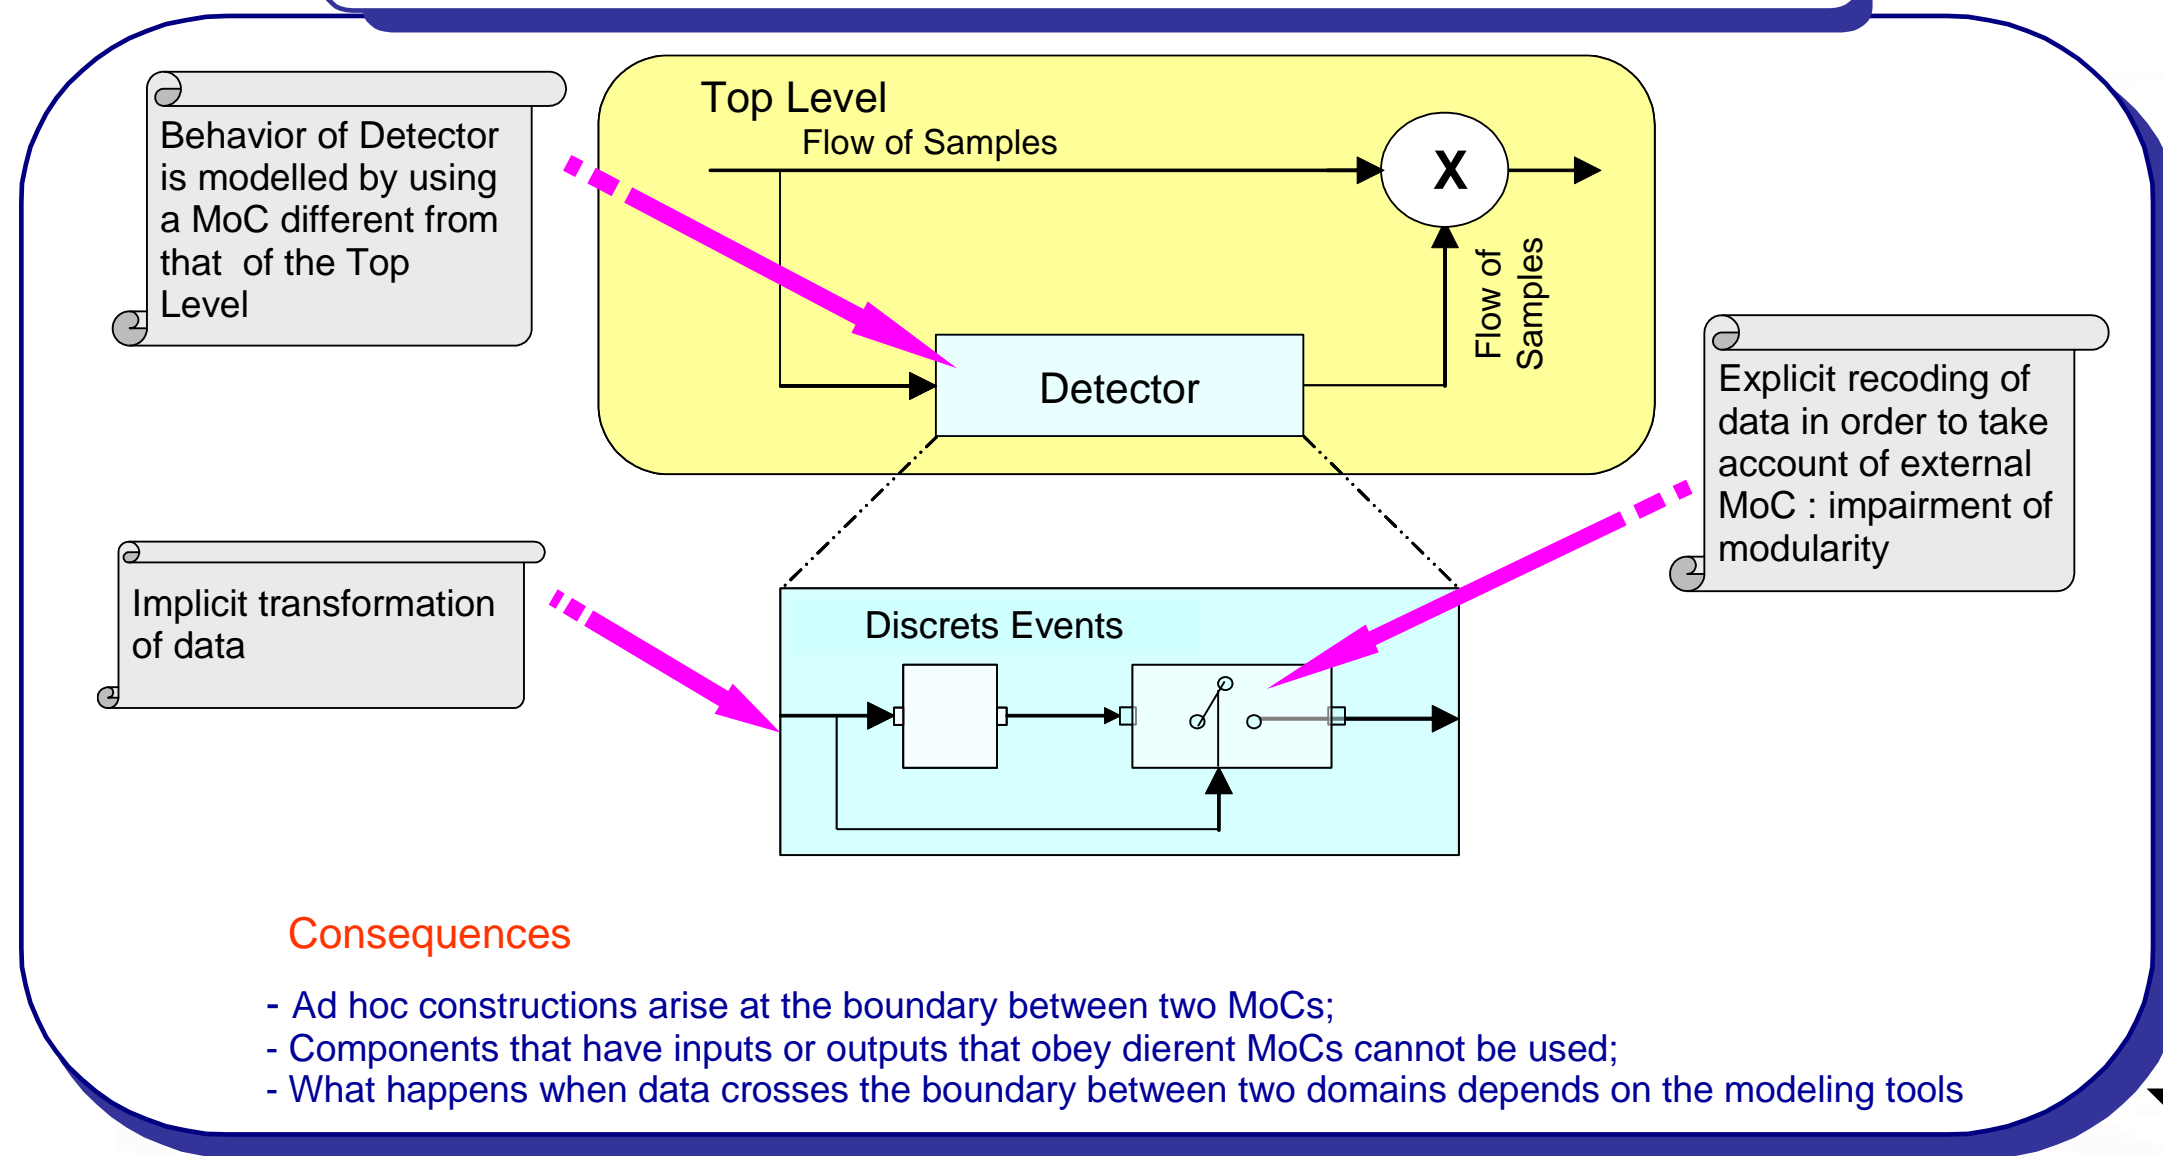 Top Level
Flow of Samples
X
Behavior of Detector
is modelled by using
a MoC different from
that  of the Top
Level
Flow of
Samples
Detector
Explicit recoding of
data in order to take
account of external
MoC : impairment of
modularity
Implicit transformation
of data
Discrets Events
Consequences
- Ad hoc constructions arise at the boundary between two MoCs;
- Components that have inputs or outputs that obey dierent MoCs cannot be used;
- What happens when data crosses the boundary between two domains depends on the modeling tools